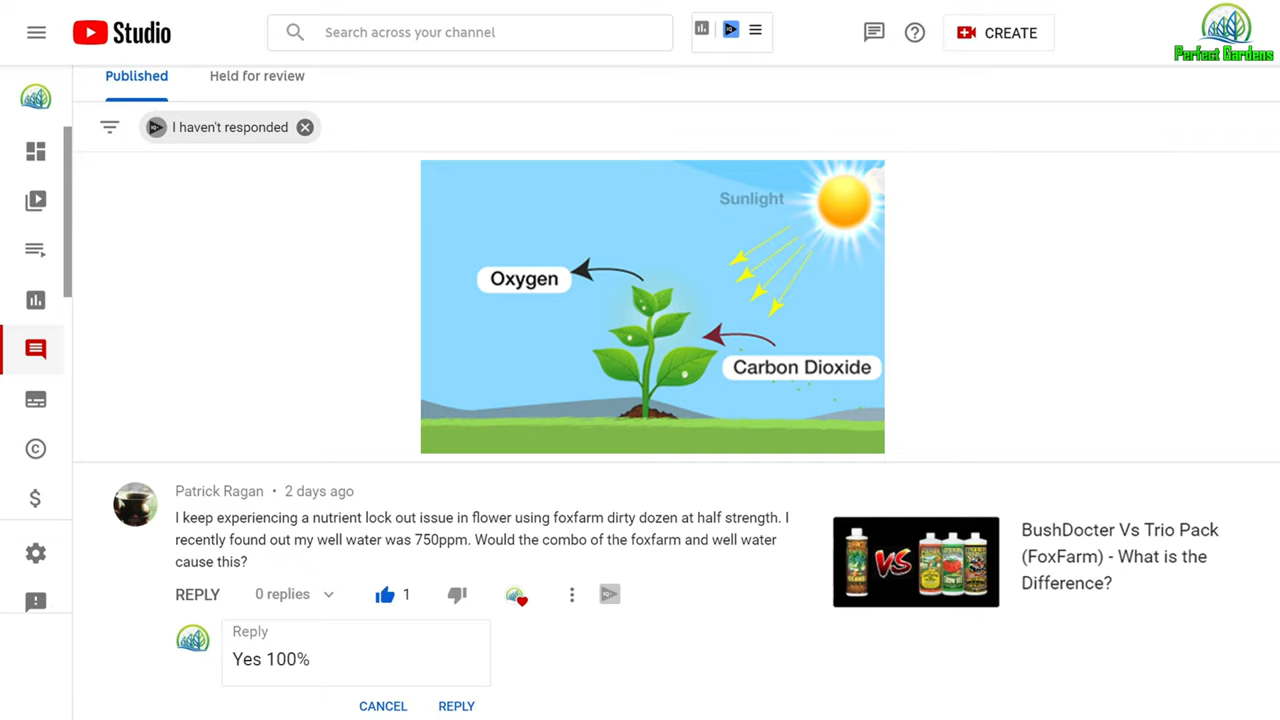 Studio
Search across your channel
CREATE
Perfect Gardens
Published
Held for review
I haven't responded
Sunlight
Oxygen
Carbon Dioxide
Patrick Ragan • 2 days ago
I keep experiencing a nutrient lock out issue in flower using foxfarm dirty dozen at half strength. I
recently found out my well water was 750ppm. Would the combo of the foxfarm and well water
cause this?
REPLY
0 replies
1
VS
BushDocter Vs Trio Pack
(FoxFarm) - What is the
Difference?
Reply
Yes 100%
CANCEL
REPLY